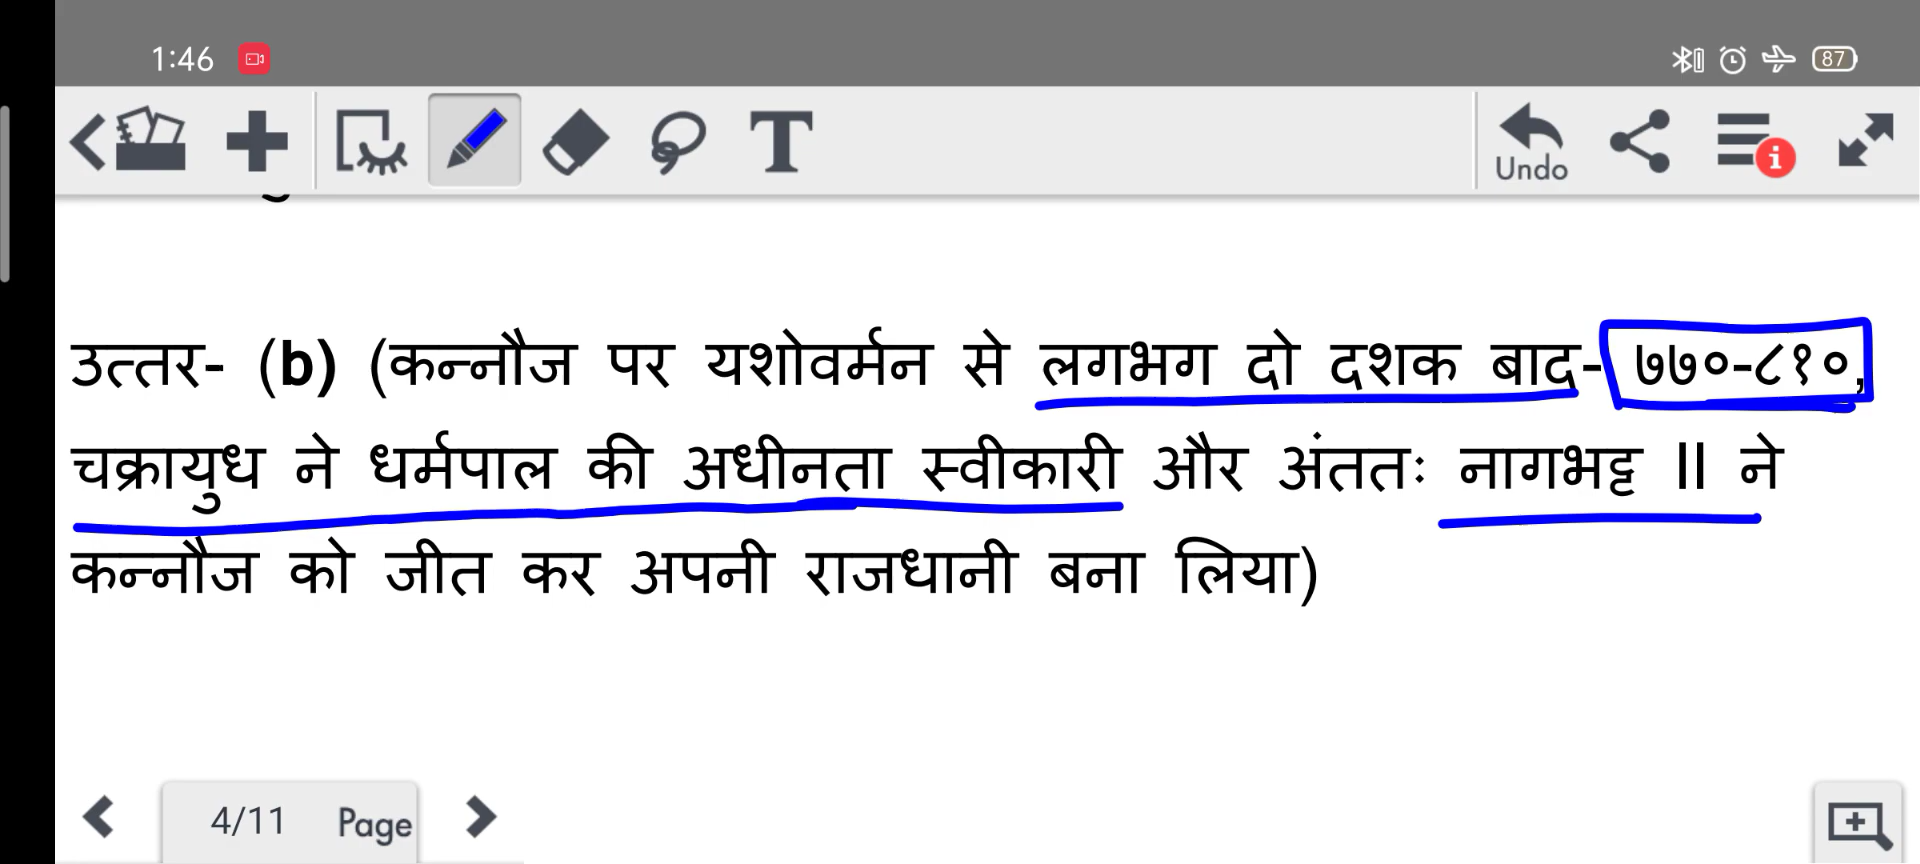 1:46
87
Undo
उत्तर- (b) (कन्नौज पर यशोवर्मन से लगभग दो दशक बाद- ७७०-८१०,
चक्रायुध ने धर्मपाल की अधीनता स्वीकारी और अंततः नागभट्ट II ने
कन्नौज को जीत कर अपनी राजधानी बना लिया)
4/11 Page